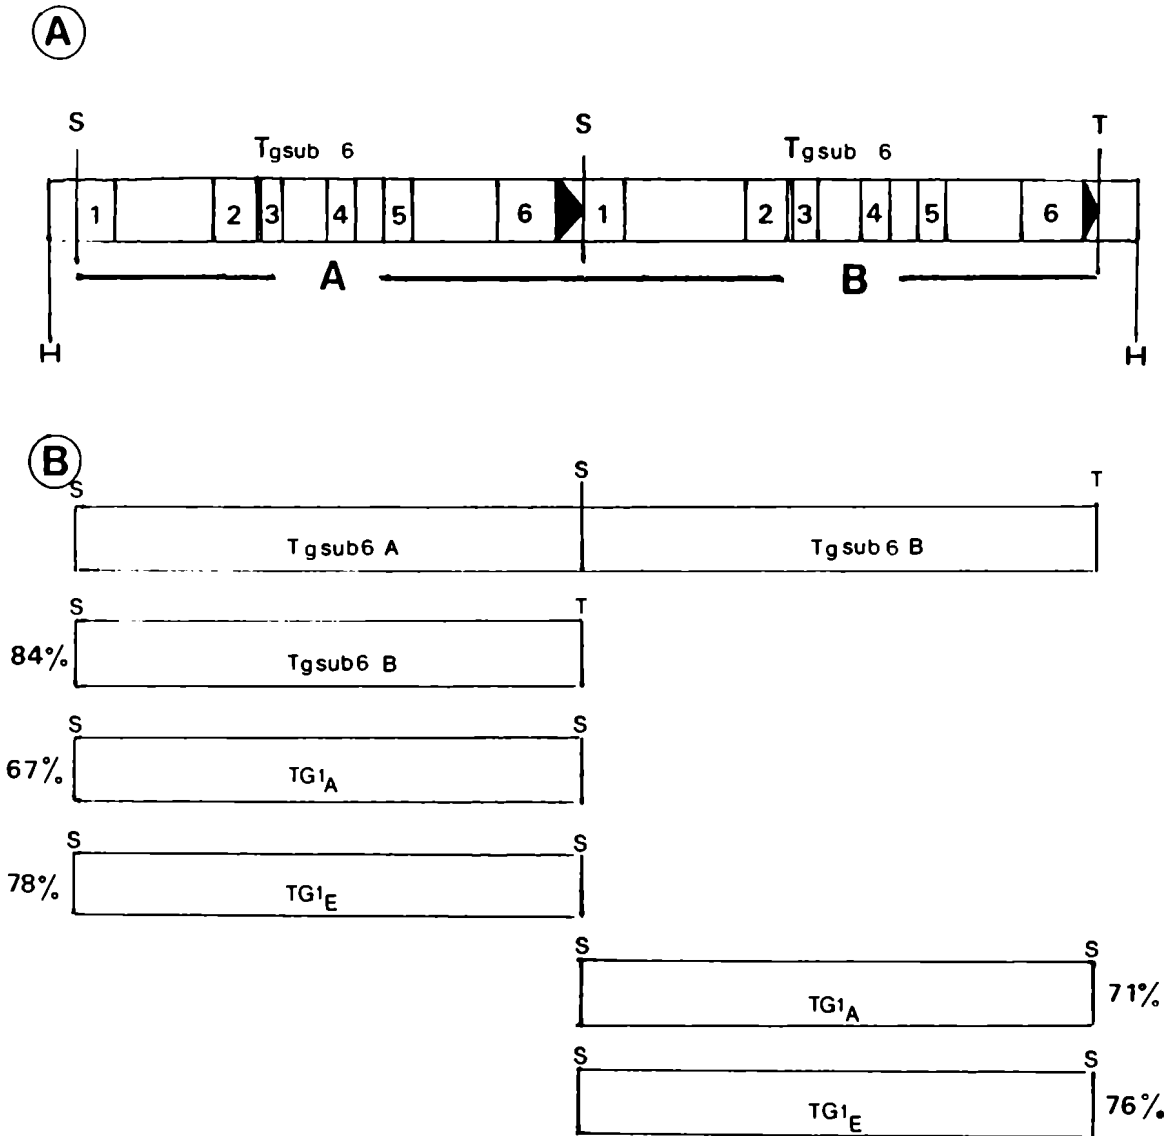 A
S S T
Tgsub 6 Tgsub 6
1 2 3 4 5 6 1 2 3 4 5 6
A B
H H
B
S S T
Tgsub6 A Tgsub6 B
S T
84% Tgsub6 B
S S
67% TG1A
S S
78% TG1E
S S
TG1A 71%
S S
TG1E 76%